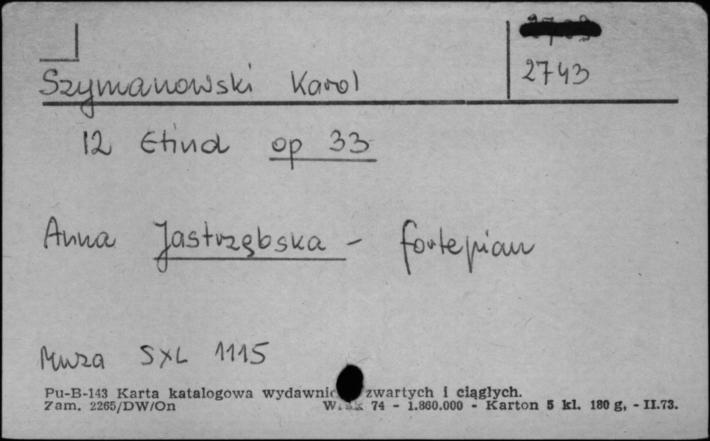 2743
Szymanowski Karol
12 Etiud op 33
Anna Jastrzębska - fortepian
Muza SXL 1115
Pu-B-143 Karta katalogowa wydawnic zwartych i ciągłych.
Zam. 2265/DW/On 74 - 1.860.000 - Karton 5 kl. 180 g, - II.73.